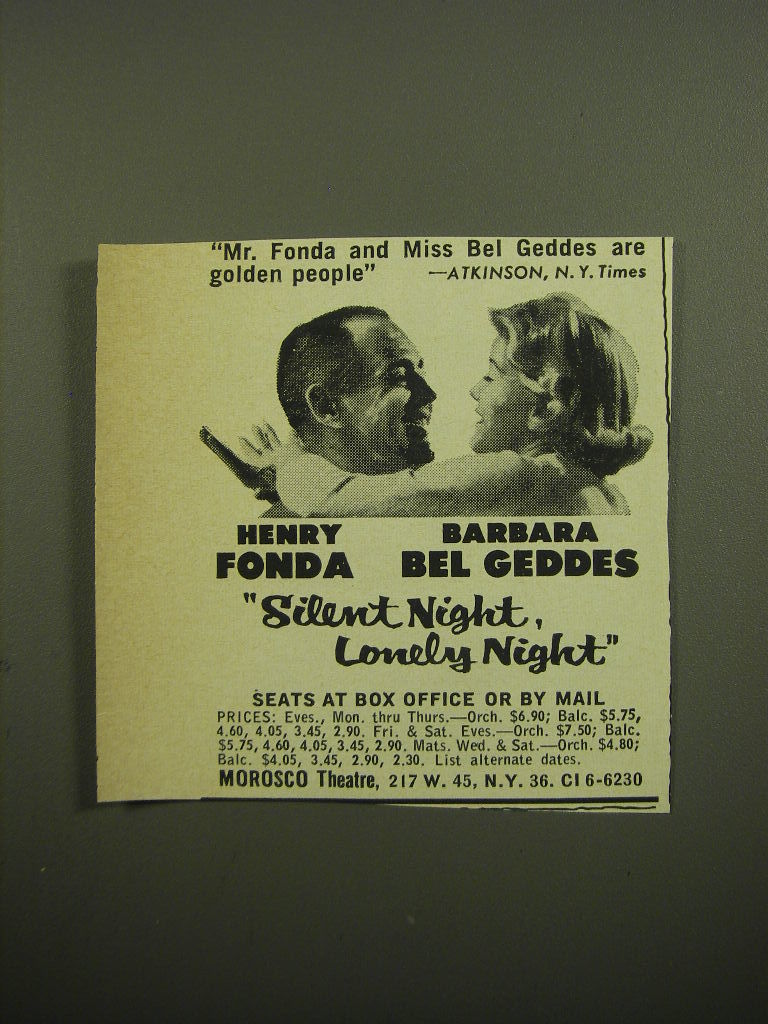 "Mr. Fonda and Miss Bel Geddes are
golden people" —ATKINSON, N.Y. Times
HENRY BARBARA
FONDA BEL GEDDES
"Silent Night,
Lonely Night"
SEATS AT BOX OFFICE OR BY MAIL
PRICES: Eves., Mon. thru Thurs.—Orch. $6.90; Balc. $5.75,
4.60, 4.05, 3.45, 2.90. Fri. & Sat. Eves.—Orch. $7.50; Balc.
$5.75, 4.60, 4.05, 3.45, 2.90. Mats. Wed. & Sat.—Orch. $4.80;
Balc. $4.05, 3.45, 2.90, 2.30. List alternate dates.
MOROSCO Theatre, 217 W. 45, N.Y. 36. CI 6-6230